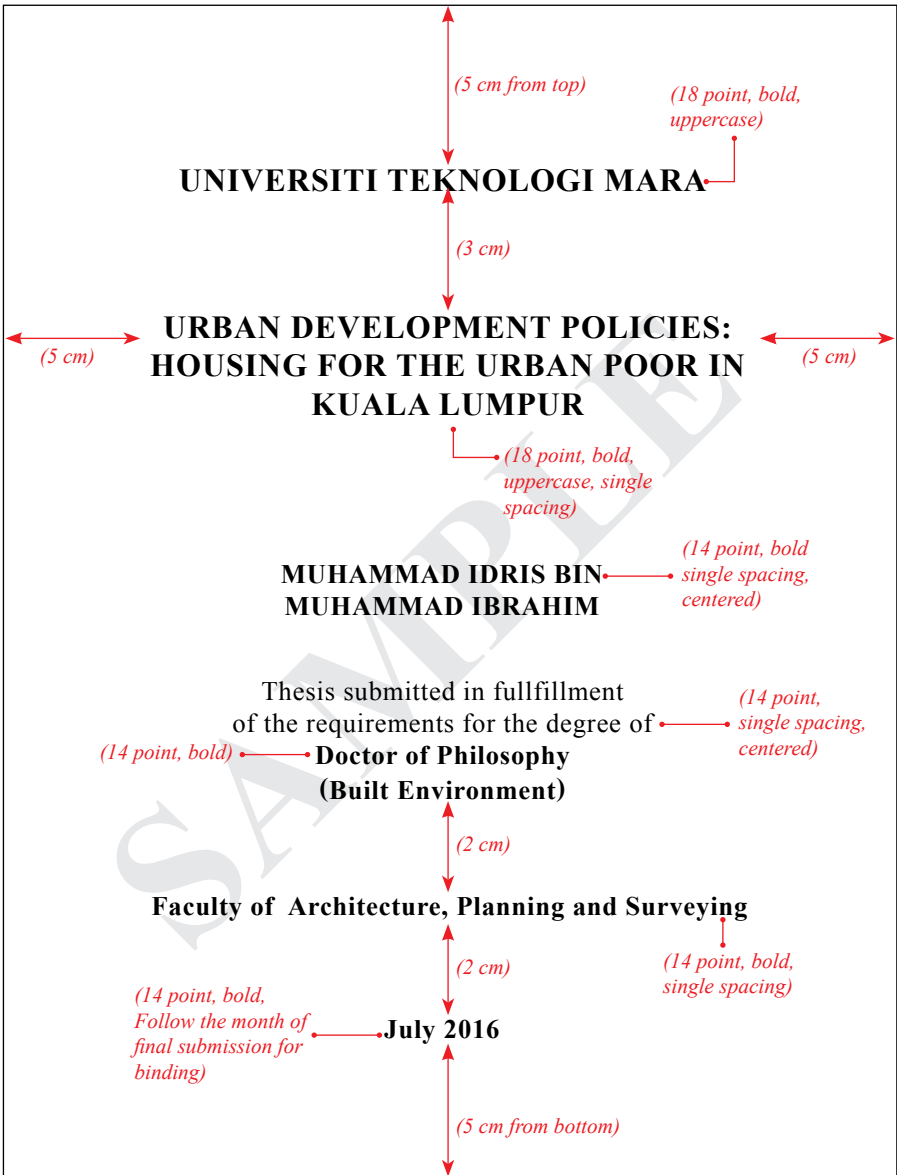 (5 cm from top)
(18 point, bold,
uppercase)
UNIVERSITI TEKNOLOGI MARA
(3 cm)
URBAN DEVELOPMENT POLICIES:
(5 cm)
(5 cm)
HOUSING FOR THE URBAN POOR IN
KUALA LUMPUR
(18 point, bold,
uppercase, single
spacing)
MUHAMMAD IDRIS BIN
MUHAMMAD IBRAHIM
(14 point, bold
single spacing,
centered)
Thesis submitted in fullfillment
of the requirements for the degree of
(14 point,
single spacing,
centered)
(14 point, bold)
Doctor of Philosophy
(Built Environment)
(2 cm)
Faculty of Architecture, Planning and Surveying
(2 cm)
(14 point, bold,
single spacing)
(14 point, bold,
Follow the month of
final submission for
binding)
July 2016
(5 cm from bottom)
SAMPLE